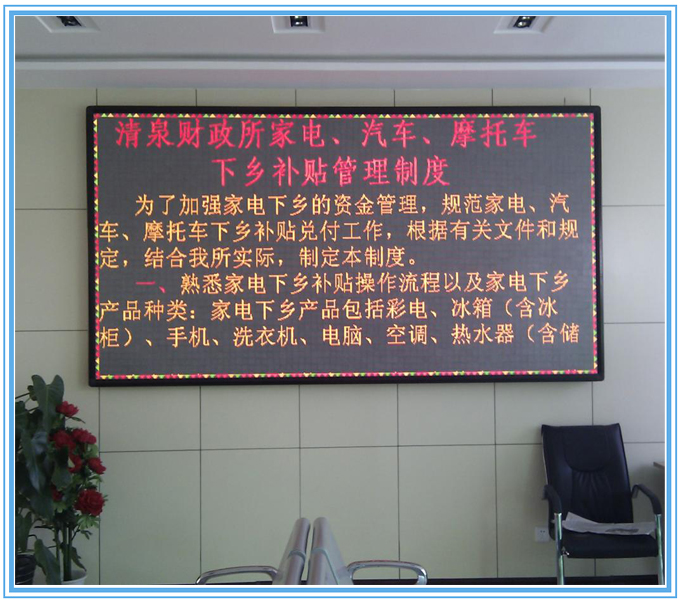 清泉财政所家电、汽车、摩托车
下乡补贴管理制度
为了加强家电下乡的资金管理，规范家电、汽
车、摩托车下乡补贴兑付工作，根据有关文件和规
定，结合我所实际，制定本制度。
一、熟悉家电下乡补贴操作流程以及家电下乡
产品种类：家电下乡产品包括彩电、冰箱（含冰
柜）、手机、洗衣机、电脑、空调、热水器（含储